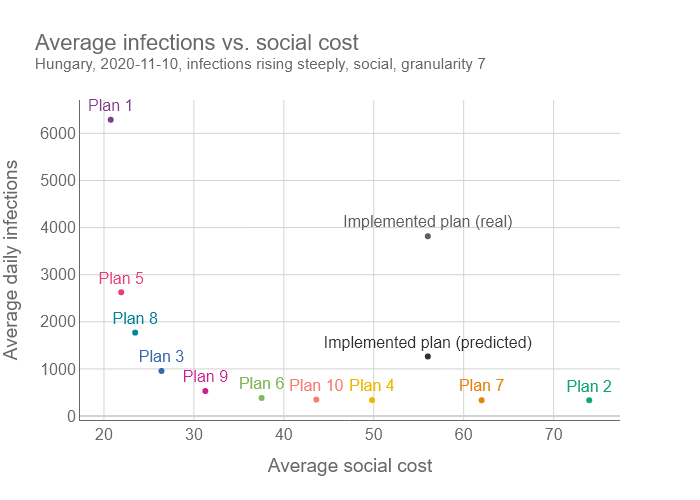 Average infections vs. social cost
Hungary, 2020-11-10, infections rising steeply, social, granularity 7
Average daily infections
6000
5000
4000
3000
2000
1000
0
Plan 1
Implemented plan (real)
Plan 5
Plan 8
Implemented plan (predicted)
Plan 3
Plan 9
Plan 6
Plan 10
Plan 4
Plan 7
Plan 2
20
30
40
50
60
70
Average social cost